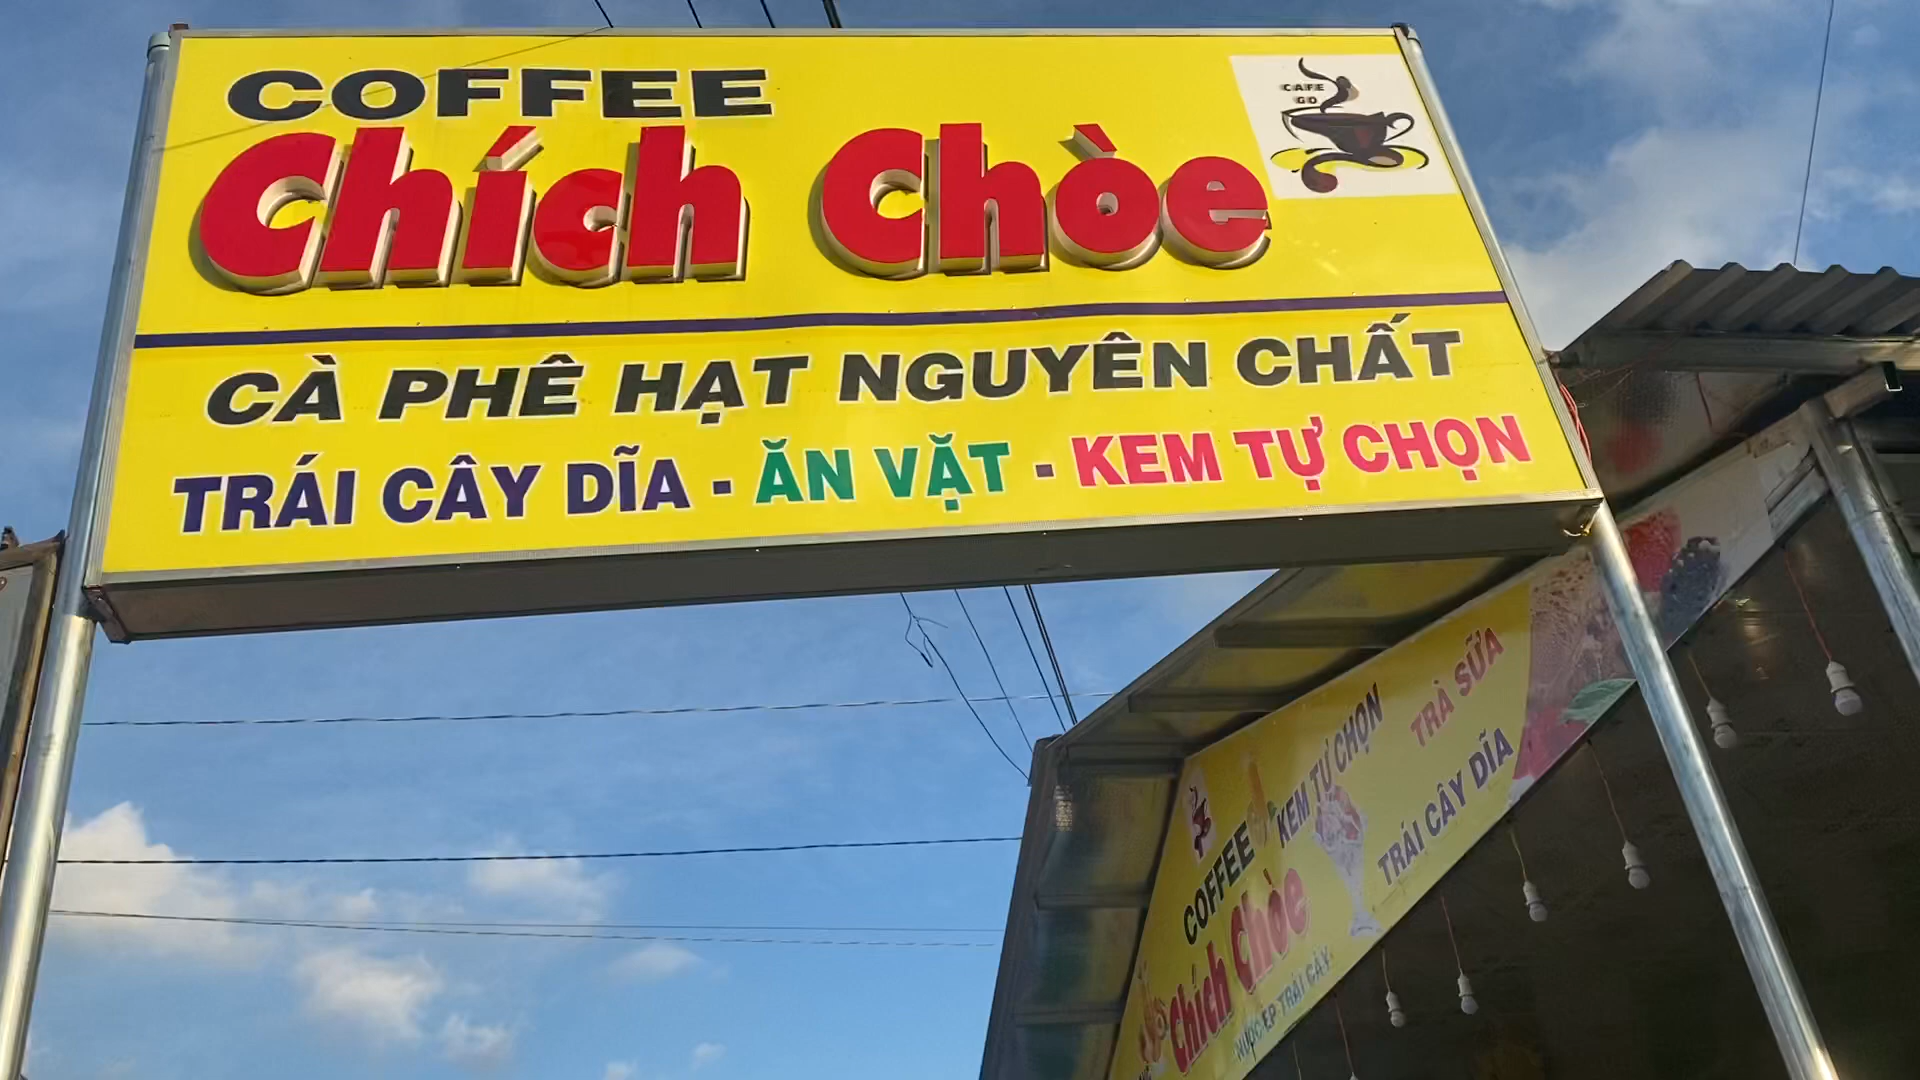 COFFEE
CAFE
GO
Chích Chòe
CÀ PHÊ HẠT NGUYÊN CHẤT
TRÁI CÂY DĨA - ĂN VẶT - KEM TỰ CHỌN
COFFEE
Chích Chòe
NƯỚC ÉP TRÁI CÂY
KEM TỰ CHỌN
TRÀ SỮA
TRÁI CÂY DĨA